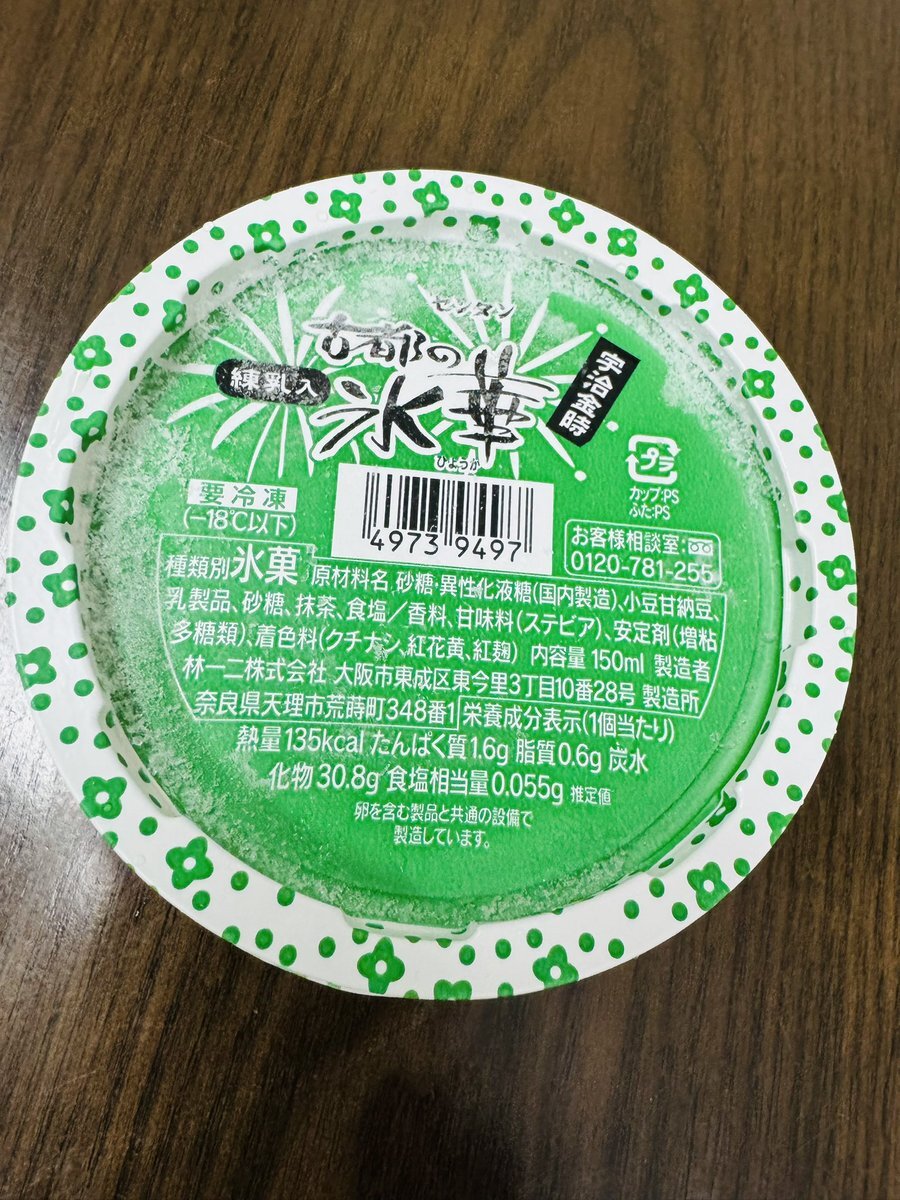 センタン
古都の
氷華
ひょうか
練乳入
宇治金時
プラ
カップ:PS
ふた:PS
要冷凍
(-18℃以下)
4973 9497
お客様相談室:
0120-781-255
種類別 氷菓 原材料名 砂糖・異性化液糖(国内製造)、小豆甘納豆、
乳製品、砂糖、抹茶、食塩/香料、甘味料(ステビア)、安定剤(増粘
多糖類)、着色料(クチナシ、紅花黄、紅麹) 内容量 150ml 製造者
林一二株式会社 大阪市東成区東今里3丁目10番28号 製造所
奈良県天理市荒蒔町348番1 栄養成分表示(1個当たり)
熱量135kcal たんぱく質1.6g 脂質0.6g 炭水
化物30.8g 食塩相当量0.055g 推定値
卵を含む製品と共通の設備で
製造しています。